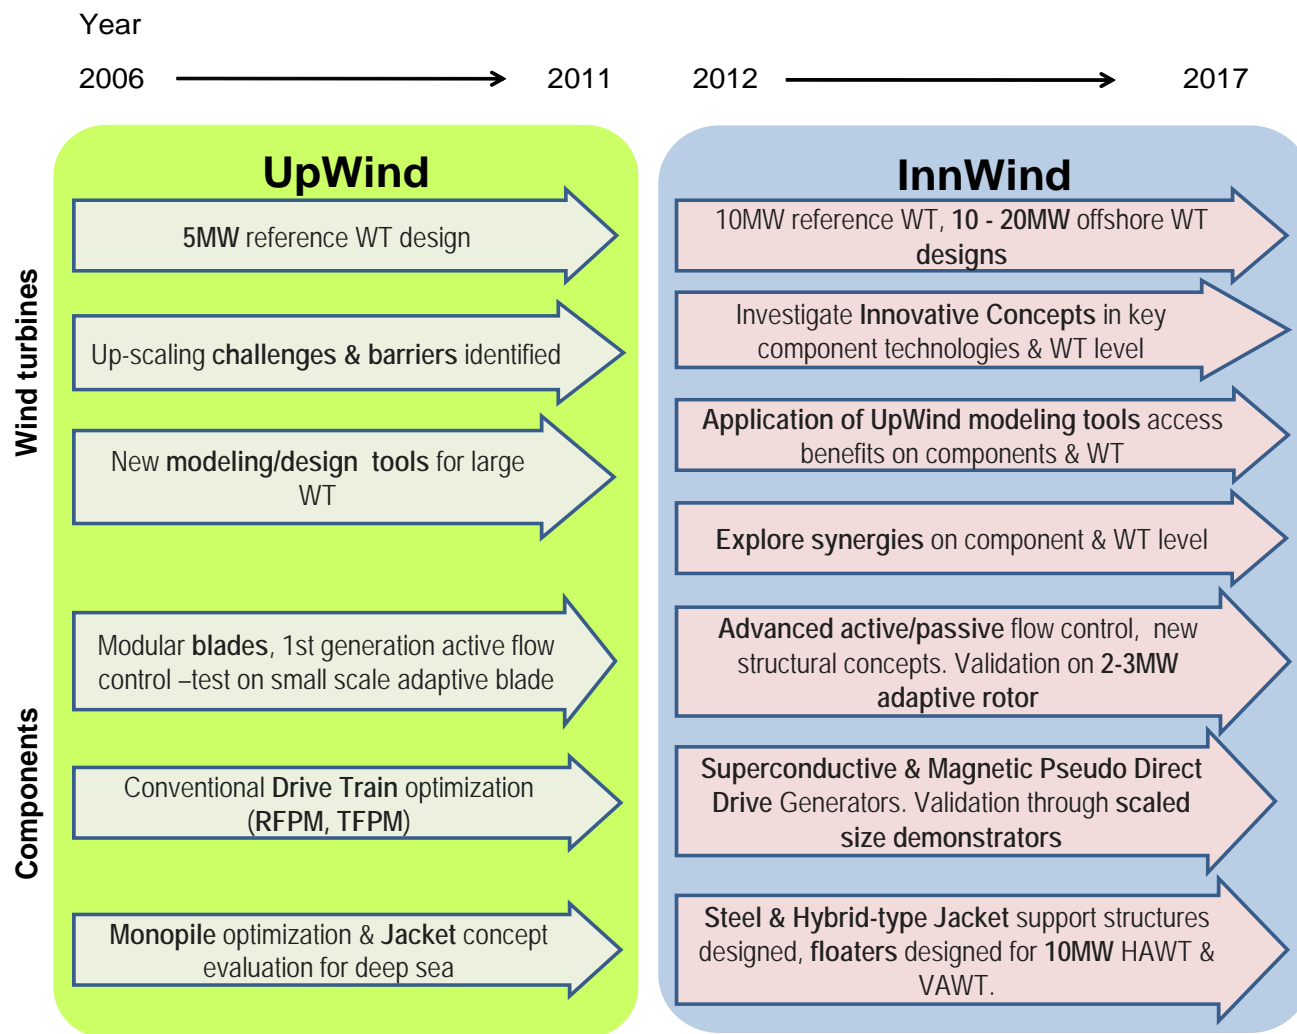 Year
2006
2011
2012
2017
UpWind
InnWind
Wind turbines
5MW reference WT design
Up-scaling challenges & barriers identified
New modeling/design tools for large
WT
10MW reference WT, 10 - 20MW offshore WT
designs
Investigate Innovative Concepts in key
component technologies & WT level
Application of UpWind modeling tools access
benefits on components & WT
Explore synergies on component & WT level
Components
Modular blades, 1st generation active flow
control –test on small scale adaptive blade
Conventional Drive Train optimization
(RFPM, TFPM)
Monopile optimization & Jacket concept
evaluation for deep sea
Advanced active/passive flow control, new
structural concepts. Validation on 2-3MW
adaptive rotor
Superconductive & Magnetic Pseudo Direct
Drive Generators. Validation through scaled
size demonstrators
Steel & Hybrid-type Jacket support structures
designed, floaters designed for 10MW HAWT &
VAWT.